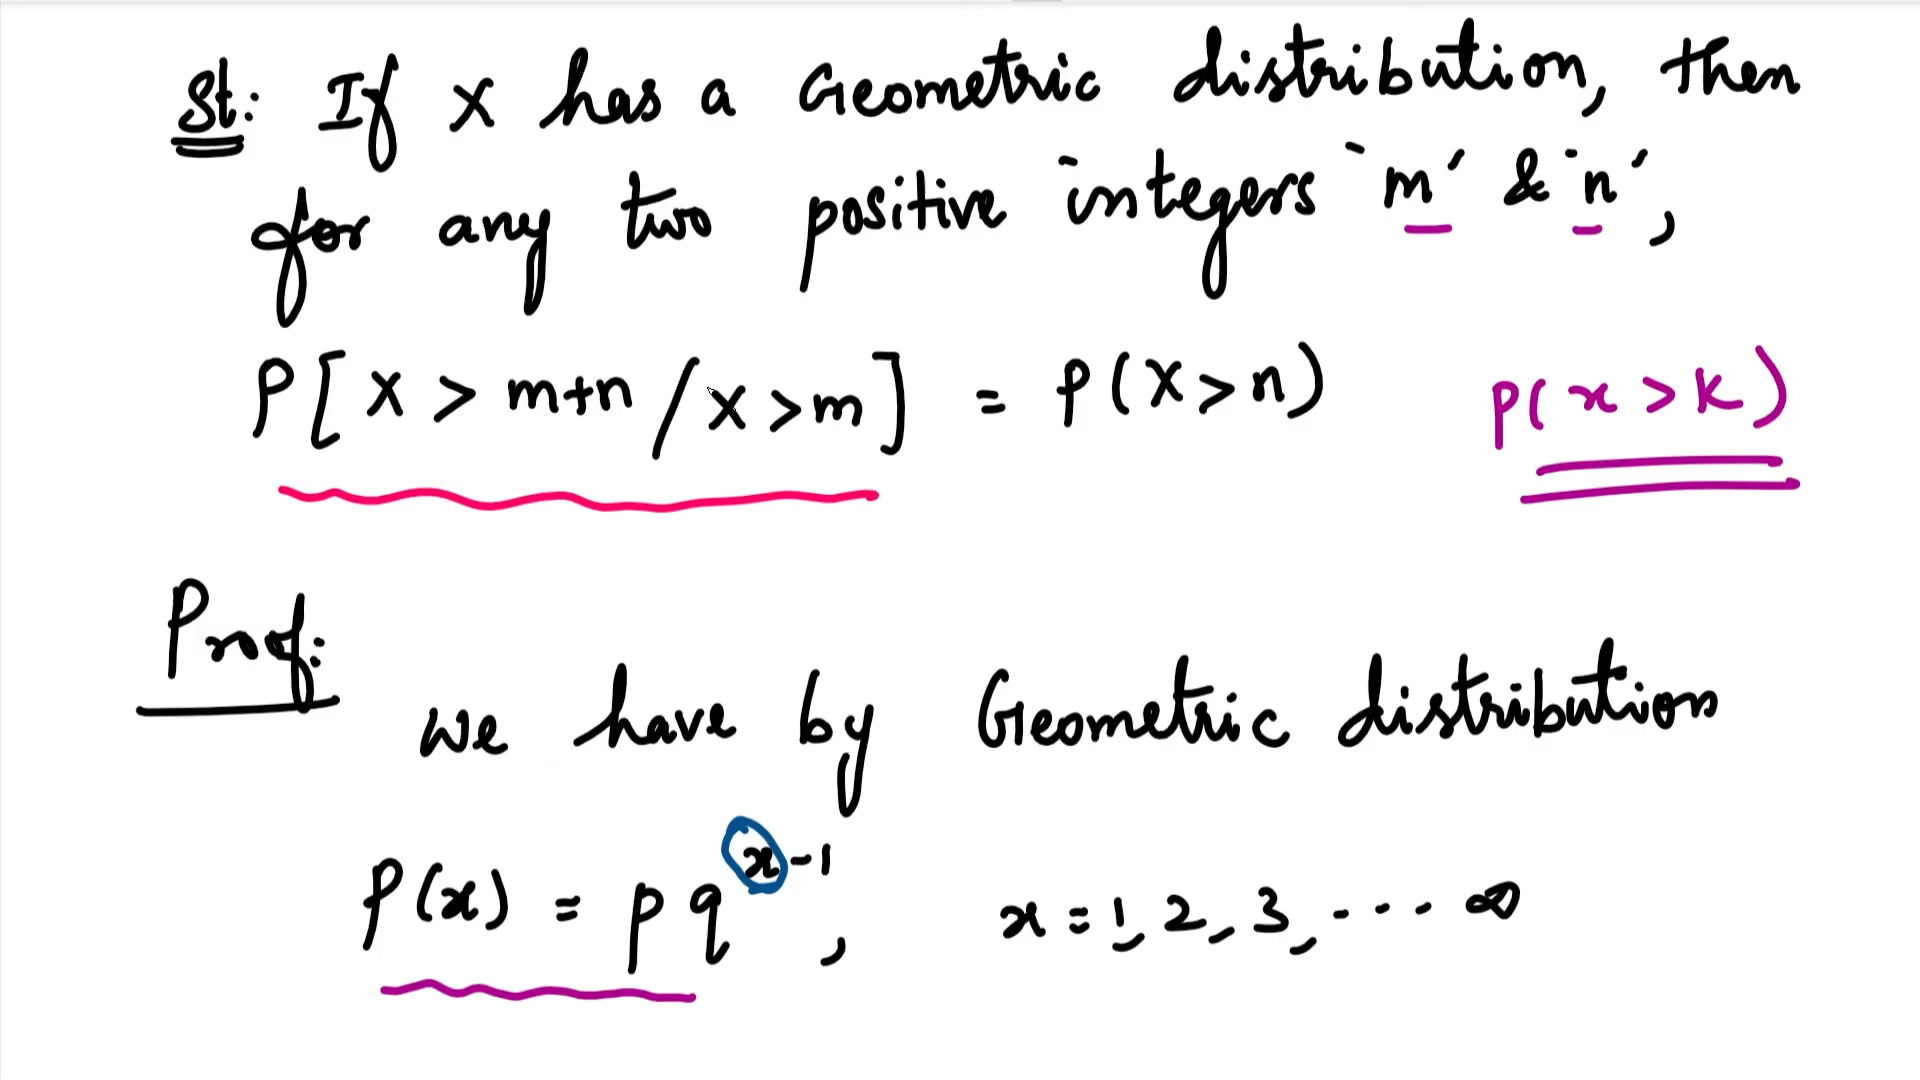 St: If x has a Geometric distribution, then
for any two positive integers `m' & `n',
P[x > m+n / x > m] = P(X > n) P(x > k)
Proof:
We have by Geometric distribution
P(x) = p q^{x-1}, x = 1, 2, 3, .... ∞